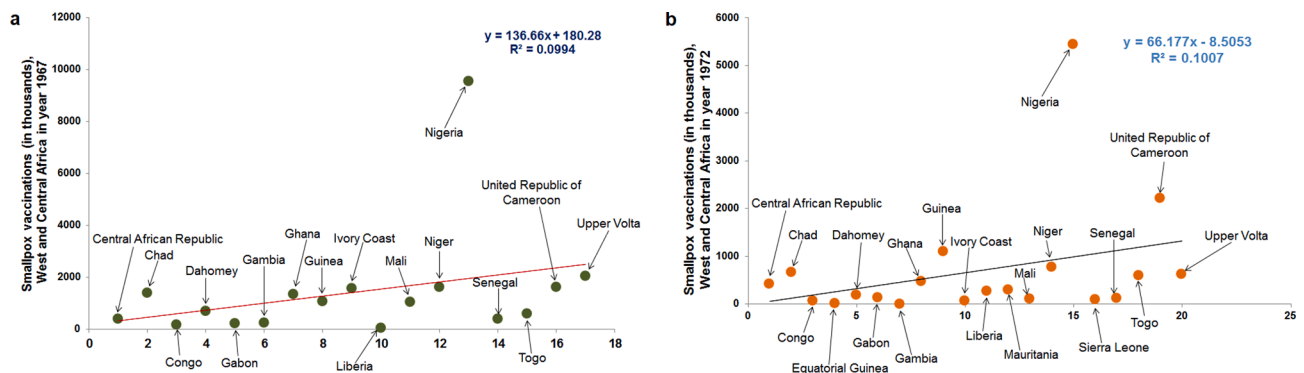 a
Smallpox vaccinations (in thousands),
West and Central Africa in year 1967
12000
10000
8000
6000
4000
2000
0
y = 136.66x + 180.28
R² = 0.0994
Nigeria
United Republic of
Cameroon
Upper Volta
Central African Republic
Chad
Dahomey
Gambia
Ghana
Guinea
Ivory Coast
Mali
Niger
Senegal
Congo
Gabon
Liberia
Togo
0 2 4 6 8 10 12 14 16 18
b
Smallpox vaccinations (in thousands),
West and Central Africa in year 1972
6000
5000
4000
3000
2000
1000
0
y = 66.177x - 8.5053
R² = 0.1007
Nigeria
United Republic of
Cameroon
Central African Republic
Chad
Dahomey
Ghana
Guinea
Ivory Coast
Mali
Niger
Senegal
Upper Volta
Congo
Equatorial Guinea
Gabon
Gambia
Liberia
Mauritania
Sierra Leone
Togo
0 5 10 15 20 25